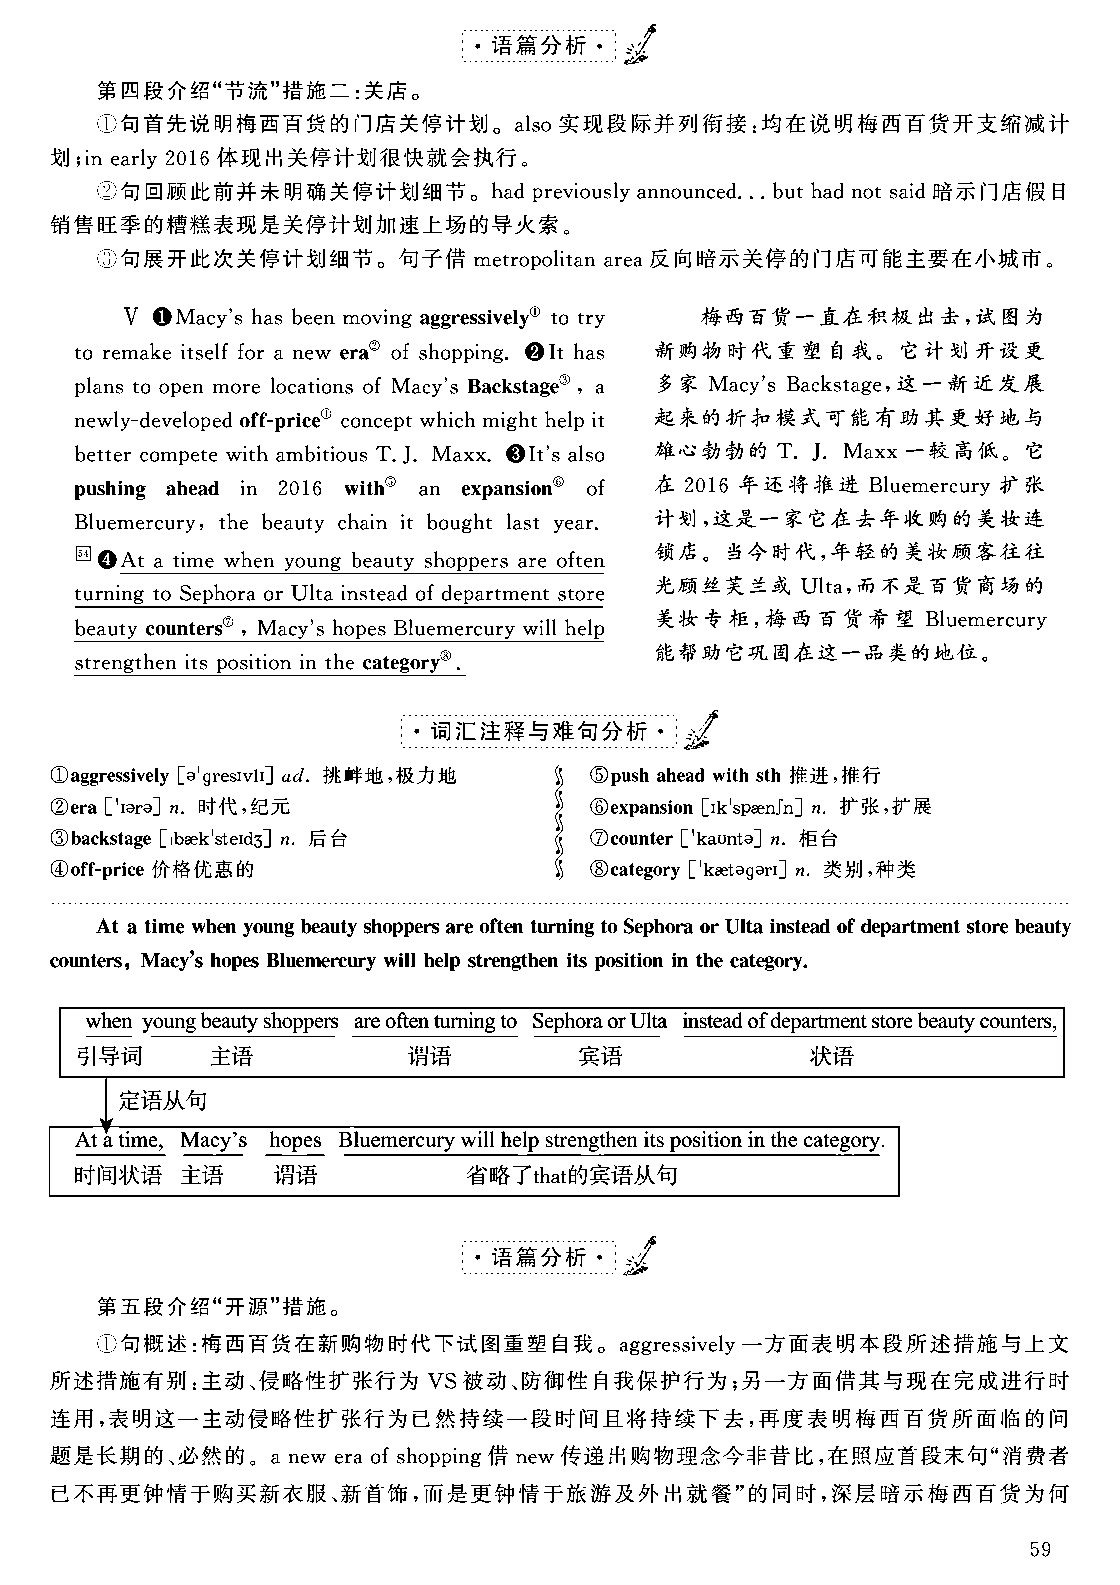 ·语篇分析·
第四段介绍“节流”措施二:关店。
①句首先说明梅西百货的门店关停计划。also 实现段际并列衔接:均在说明梅西百货开支缩减计
划;in early 2016 体现出关停计划很快就会执行。
②句回顾此前并未明确关停计划细节。had previously announced... but had not said 暗示门店假日
销售旺季的糟糕表现是关停计划加速上场的导火索。
③句展开此次关停计划细节。句子借 metropolitan area 反向暗示关停的门店可能主要在小城市。
Ⅴ ❶Macy's has been moving aggressively① to try
to remake itself for a new era② of shopping. ❷It has
plans to open more locations of Macy's Backstage③, a
newly-developed off-price① concept which might help it
better compete with ambitious T. J. Maxx. ❸It's also
pushing ahead in 2016 with⑤ an expansion⑥ of
Bluemercury, the beauty chain it bought last year.
54 ❹At a time when young beauty shoppers are often
turning to Sephora or Ulta instead of department store
beauty counters⑦, Macy's hopes Bluemercury will help
strengthen its position in the category⑧.
梅西百货一直在积极出去,试图为
新购物时代重塑自我。它计划开设更
多家 Macy's Backstage,这一新近发展
起来的折扣模式可能有助其更好地与
雄心勃勃的 T. J. Maxx 一较高低。它
在 2016 年还将推进 Bluemercury 扩张
计划,这是一家它在去年收购的美妆连
锁店。当今时代,年轻的美妆顾客往往
光顾丝芙兰或 Ulta,而不是百货商场的
美妆专柜,梅西百货希望 Bluemercury
能帮助它巩固在这一品类的地位。
·词汇注释与难句分析·
①aggressively [əˈgresɪvlɪ] ad. 挑衅地,极力地
②era [ˈɪərə] n. 时代,纪元
③backstage [ˌbækˈsteɪdʒ] n. 后台
④off-price 价格优惠的
⑤push ahead with sth 推进,推行
⑥expansion [ɪkˈspænʃn] n. 扩张,扩展
⑦counter [ˈkaʊntə] n. 柜台
⑧category [ˈkætəgərɪ] n. 类别,种类
At a time when young beauty shoppers are often turning to Sephora or Ulta instead of department store beauty
counters, Macy's hopes Bluemercury will help strengthen its position in the category.
when young beauty shoppers are often turning to Sephora or Ulta instead of department store beauty counters,
引导词 主语 谓语 宾语 状语
定语从句
At a time, Macy's hopes Bluemercury will help strengthen its position in the category.
时间状语 主语 谓语 省略了that的宾语从句
·语篇分析·
第五段介绍“开源”措施。
①句概述:梅西百货在新购物时代下试图重塑自我。aggressively 一方面表明本段所述措施与上文
所述措施有别:主动、侵略性扩张行为 VS 被动、防御性自我保护行为;另一方面借其与现在完成进行时
连用,表明这一主动侵略性扩张行为已然持续一段时间且将持续下去,再度表明梅西百货所面临的问
题是长期的、必然的。a new era of shopping 借 new 传递出购物理念今非昔比,在照应首段末句“消费者
已不再更钟情于购买新衣服、新首饰,而是更钟情于旅游及外出就餐”的同时,深层暗示梅西百货为何
59